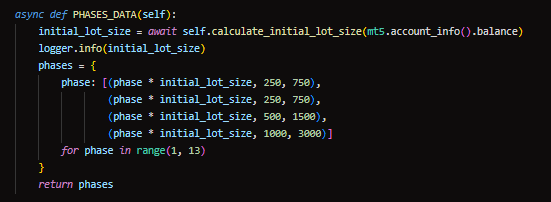 async def PHASES_DATA(self):
    initial_lot_size = await self.calculate_initial_lot_size(mt5.account_info().balance)
    logger.info(initial_lot_size)
    phases = {
        phase: [(phase * initial_lot_size, 250, 750),
                (phase * initial_lot_size, 250, 750),
                (phase * initial_lot_size, 500, 1500),
                (phase * initial_lot_size, 1000, 3000)]
        for phase in range(1, 13)
    }
    return phases